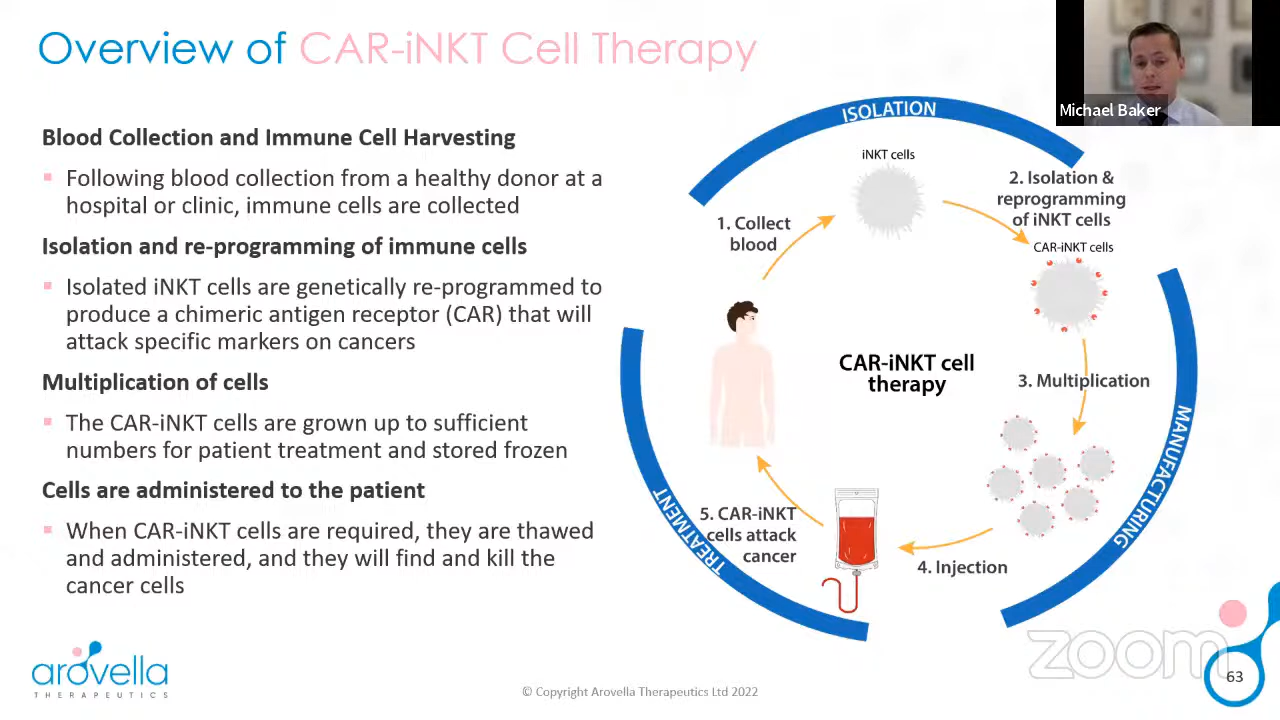 Overview of CAR-iNKT Cell Therapy
Michael Baker
Blood Collection and Immune Cell Harvesting
Following blood collection from a healthy donor at a
hospital or clinic, immune cells are collected
Isolation and re-programming of immune cells
Isolated iNKT cells are genetically re-programmed to
produce a chimeric antigen receptor (CAR) that will
attack specific markers on cancers
Multiplication of cells
The CAR-iNKT cells are grown up to sufficient
numbers for patient treatment and stored frozen
Cells are administered to the patient
When CAR-iNKT cells are required, they are thawed
and administered, and they will find and kill the
cancer cells
ISOLATION
iNKT cells
1. Collect
blood
2. Isolation &
reprogramming
of iNKT cells
CAR-iNKT cells
CAR-iNKT cell
therapy
3. Multiplication
MANUFACTURING
4. Injection
5. CAR-iNKT
cells attack
cancer
TREATMENT
arovella
THERAPEUTICS
© Copyright Arovella Therapeutics Ltd 2022
zoom
63